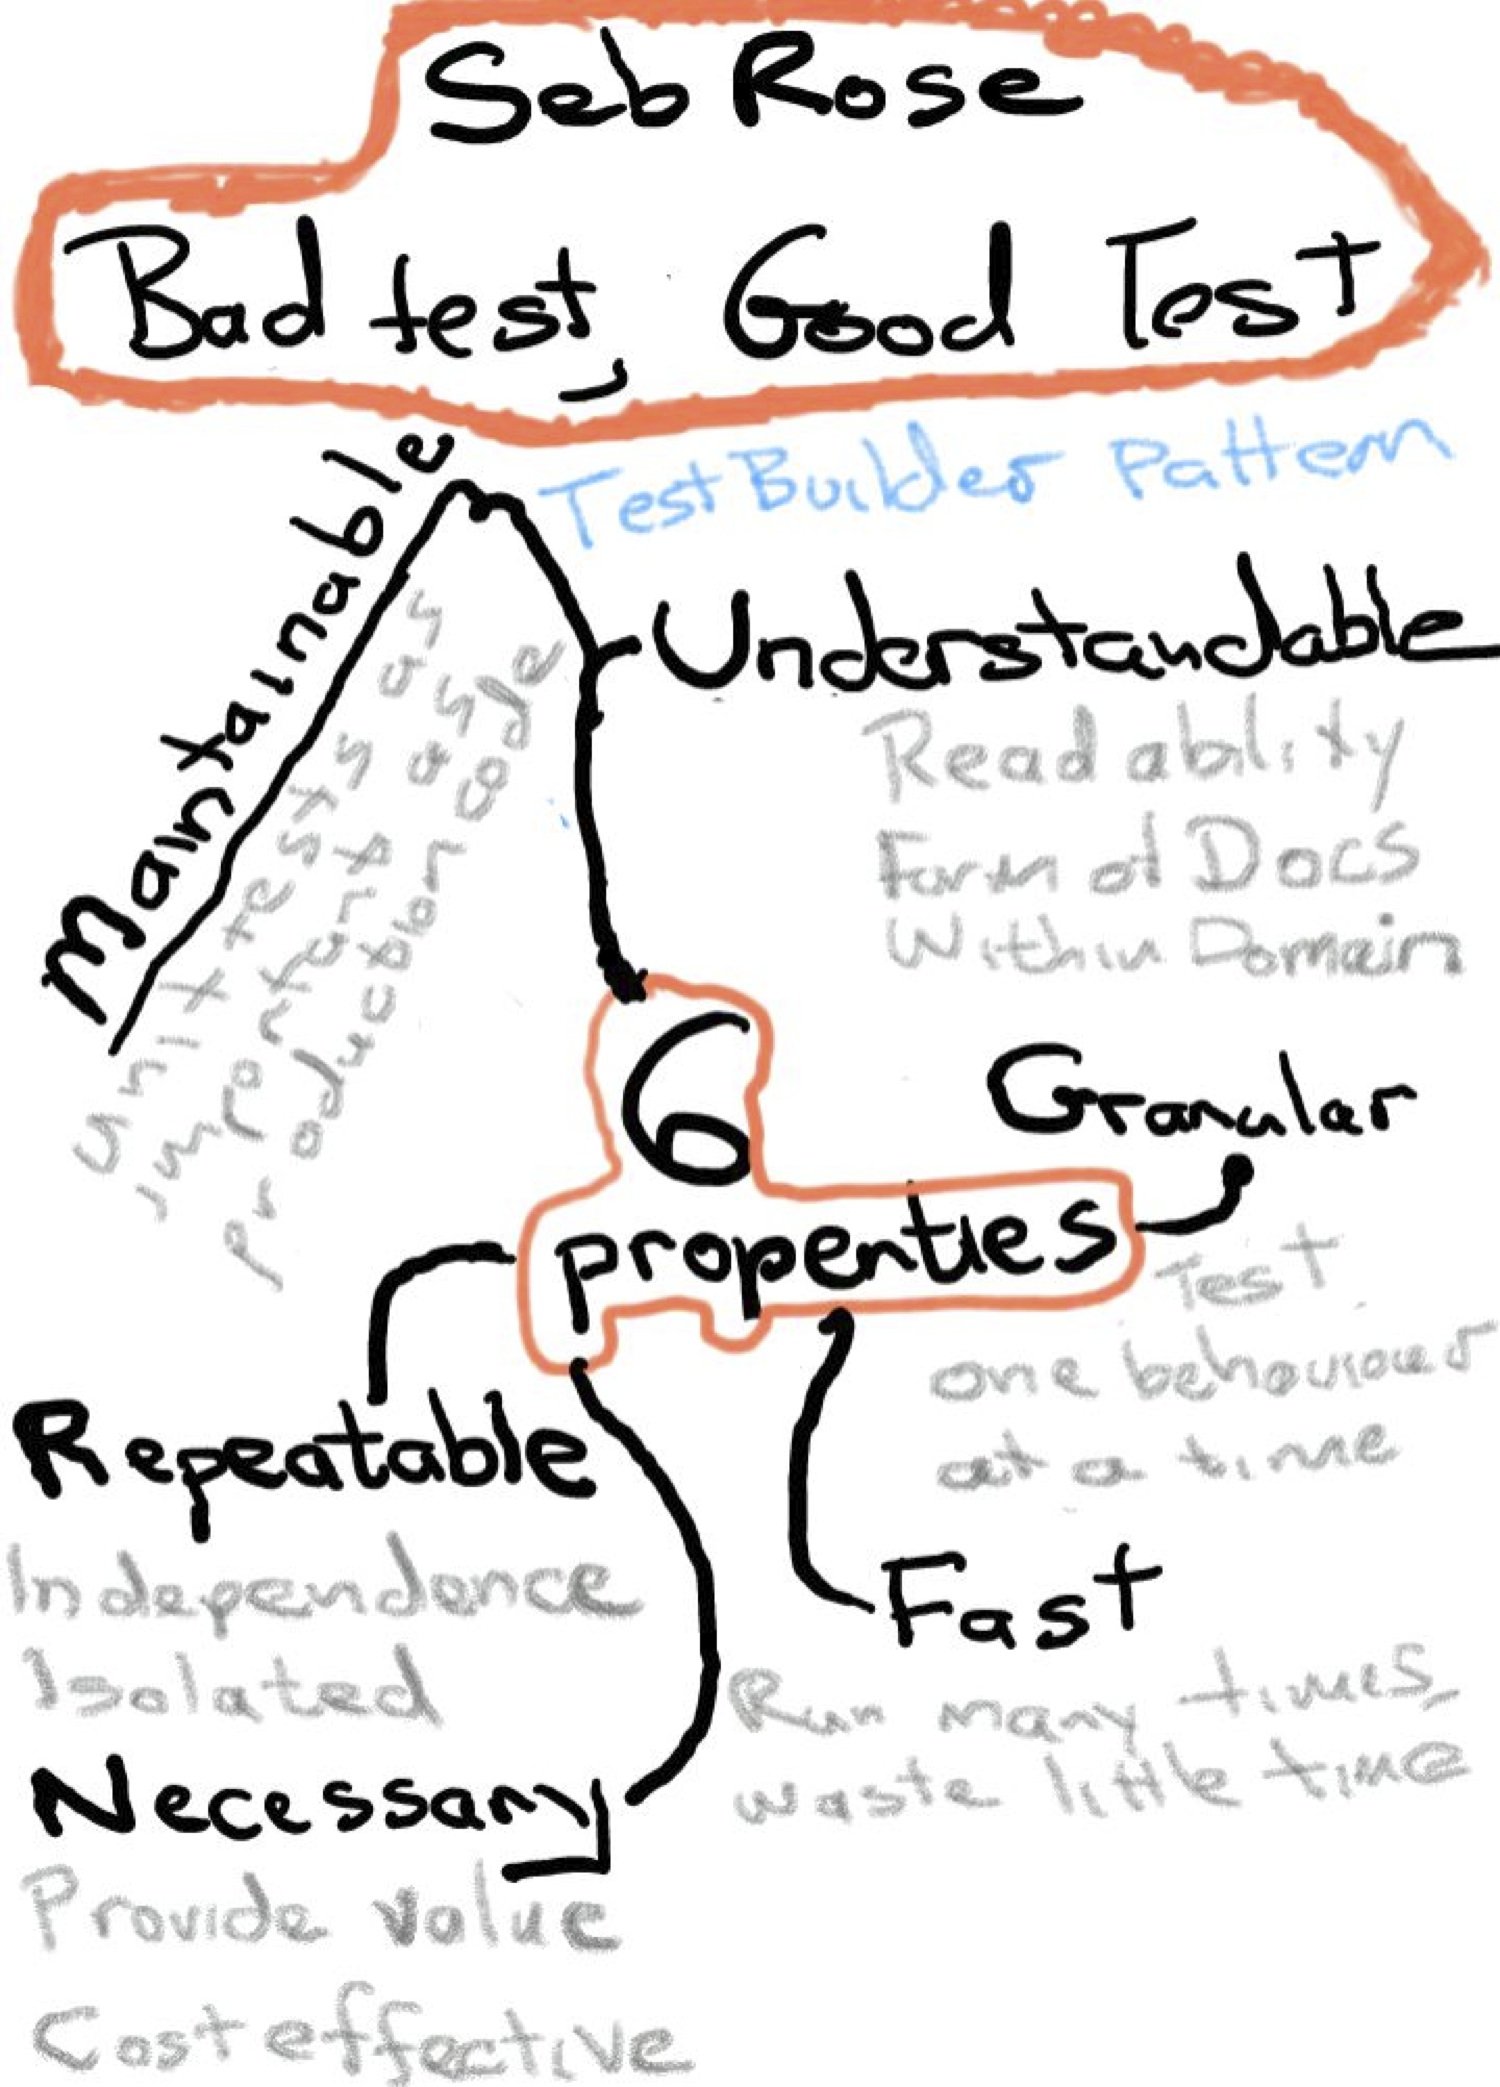 Seb Rose
Bad test, Good Test
TestBuilder Pattern
Maintainable
unit tests as
important as any
production code
Understandable
Readability
Form of Docs
Within Domain
6
properties
Granular
Test
one behaviour
at a time
Repeatable
Independence
Isolated
Fast
Run many times,
waste little time
Necessary
Provide value
Cost effective